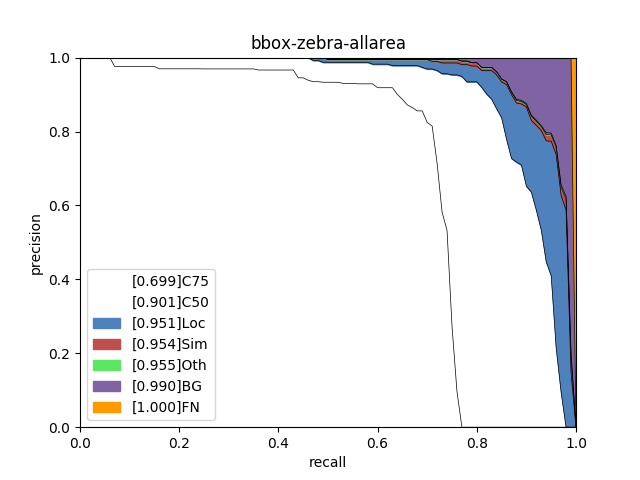 bbox-zebra-allarea
precision
1.0
0.8
0.6
0.4
0.2
0.0
[0.699]C75
[0.901]C50
[0.951]Loc
[0.954]Sim
[0.955]Oth
[0.990]BG
[1.000]FN
0.0 0.2 0.4 0.6 0.8 1.0
recall